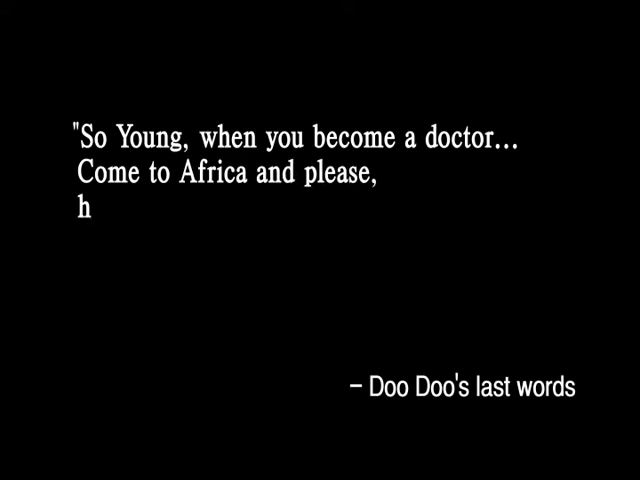 "So Young, when you become a doctor...
Come to Africa and please,
h
– Doo Doo's last words